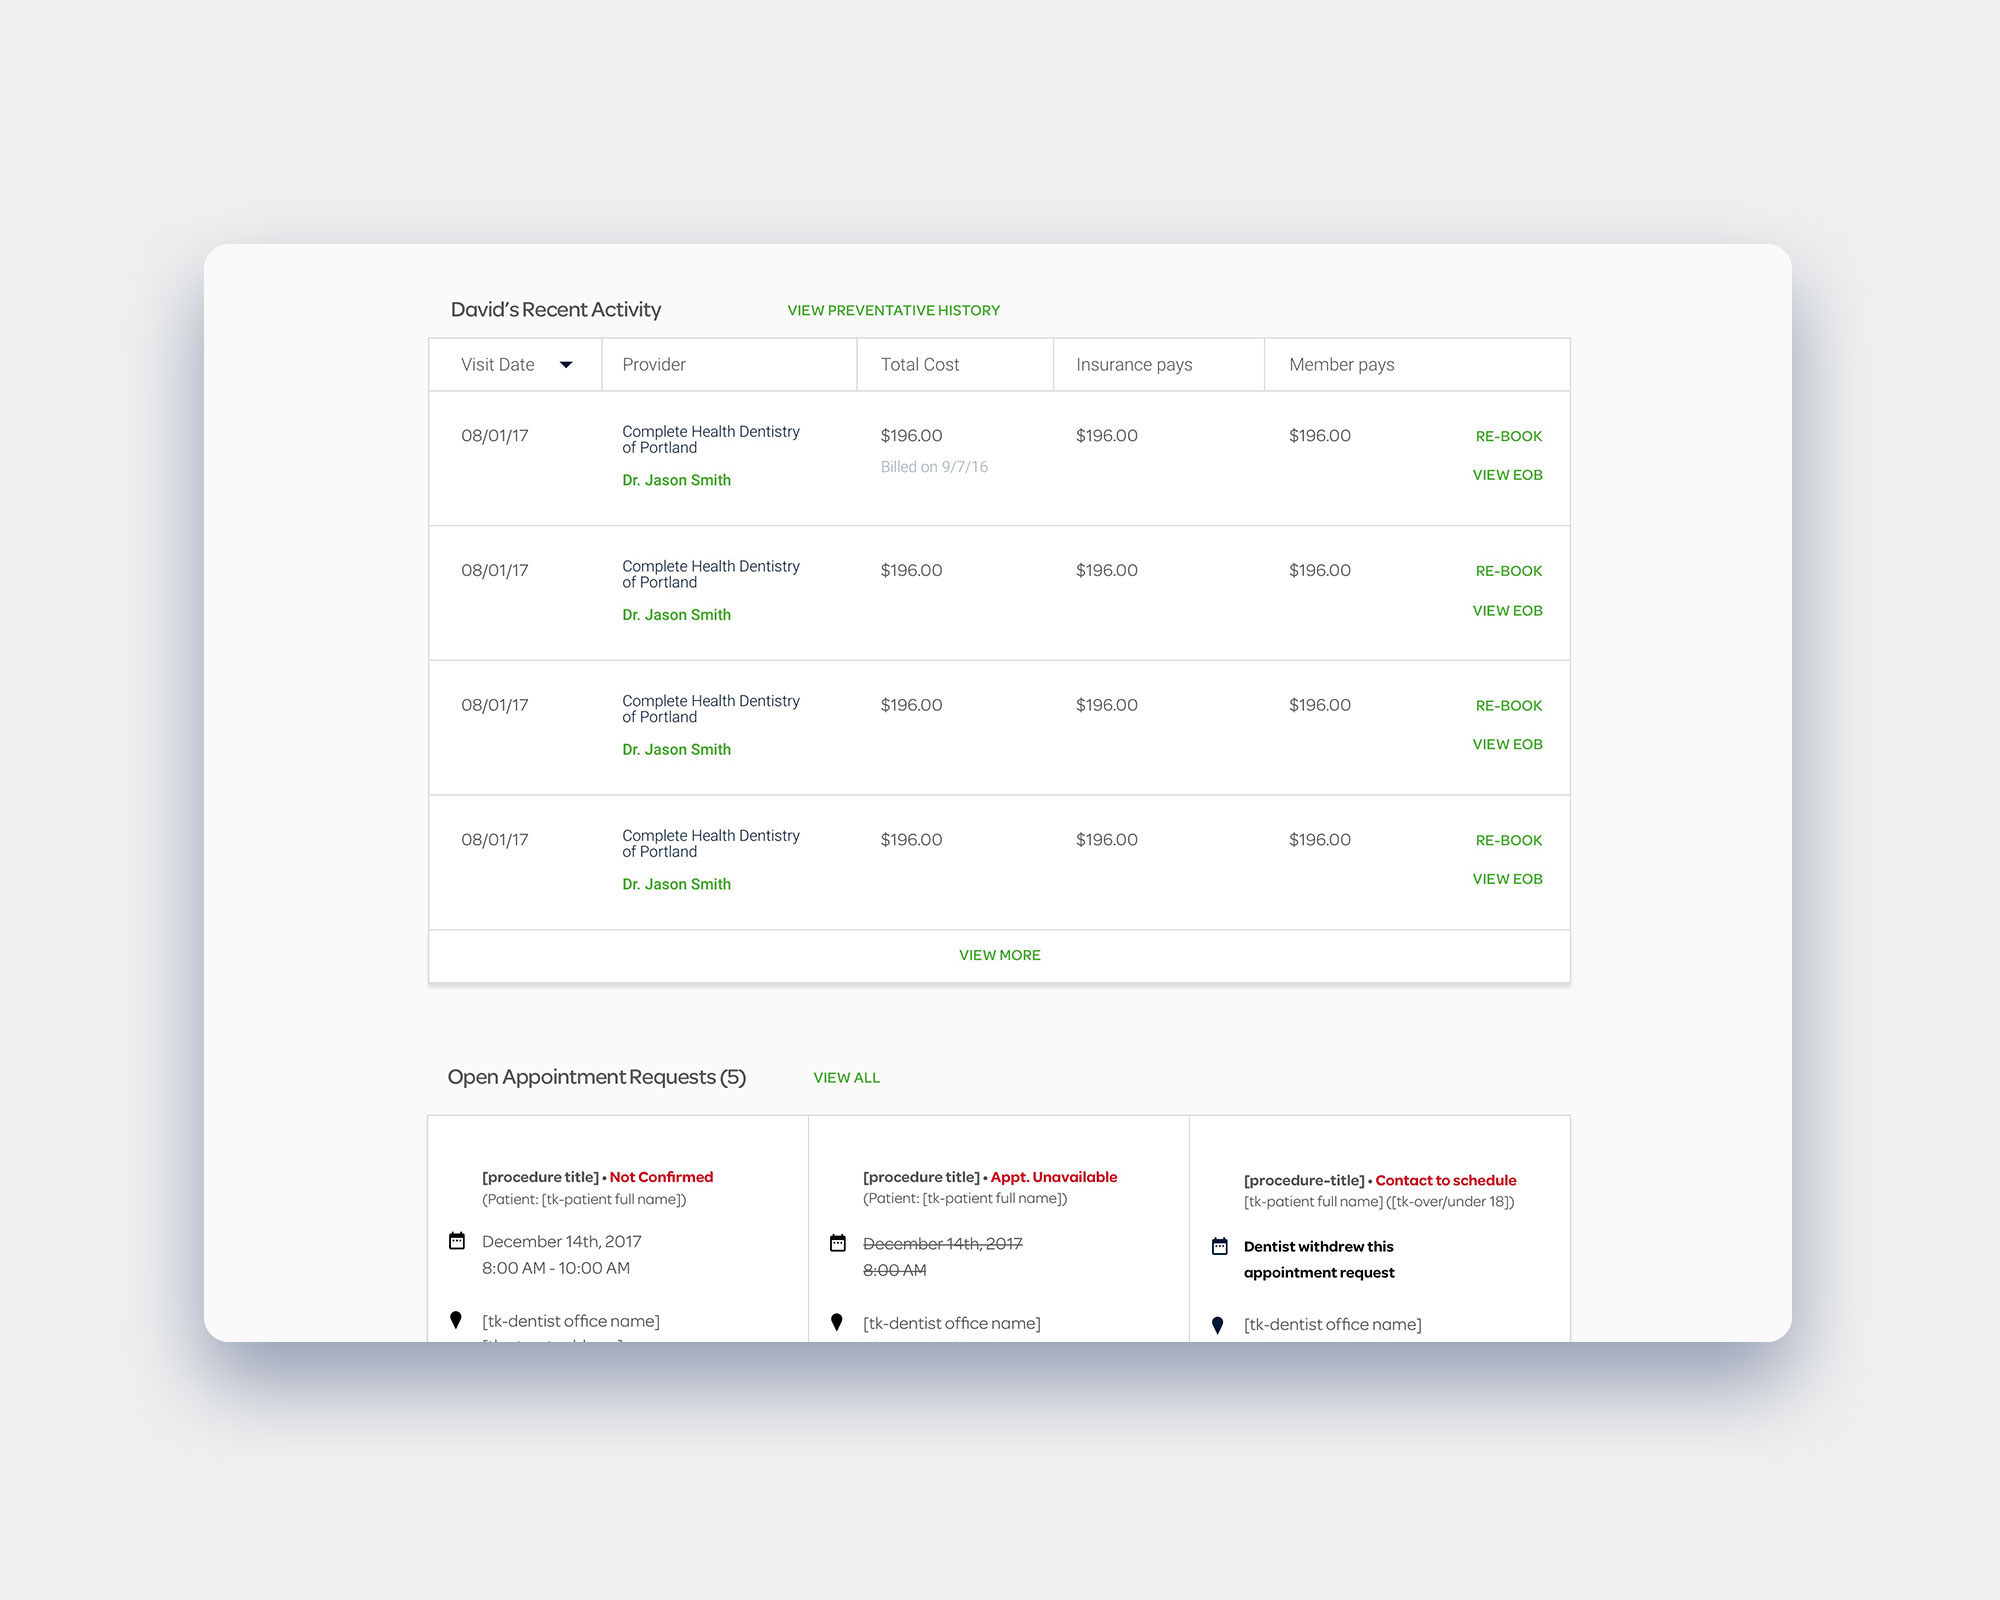 David's Recent Activity VIEW PREVENTATIVE HISTORY
Visit Date Provider Total Cost Insurance pays Member pays
08/01/17 Complete Health Dentistry $196.00 $196.00 $196.00 RE-BOOK
of Portland
Billed on 9/7/16
Dr. Jason Smith VIEW EOB
08/01/17 Complete Health Dentistry $196.00 $196.00 $196.00 RE-BOOK
of Portland
Dr. Jason Smith VIEW EOB
08/01/17 Complete Health Dentistry $196.00 $196.00 $196.00 RE-BOOK
of Portland
Dr. Jason Smith VIEW EOB
08/01/17 Complete Health Dentistry $196.00 $196.00 $196.00 RE-BOOK
of Portland
Dr. Jason Smith VIEW EOB
VIEW MORE
Open Appointment Requests (5) VIEW ALL
[procedure title] • Not Confirmed
(Patient: [tk-patient full name])
December 14th, 2017
8:00 AM - 10:00 AM
[tk-dentist office name]
[procedure title] • Appt. Unavailable
(Patient: [tk-patient full name])
December 14th, 2017
8:00 AM
[tk-dentist office name]
[procedure-title] • Contact to schedule
[tk-patient full name] ([tk-over/under 18])
Dentist withdrew this
appointment request
[tk-dentist office name]